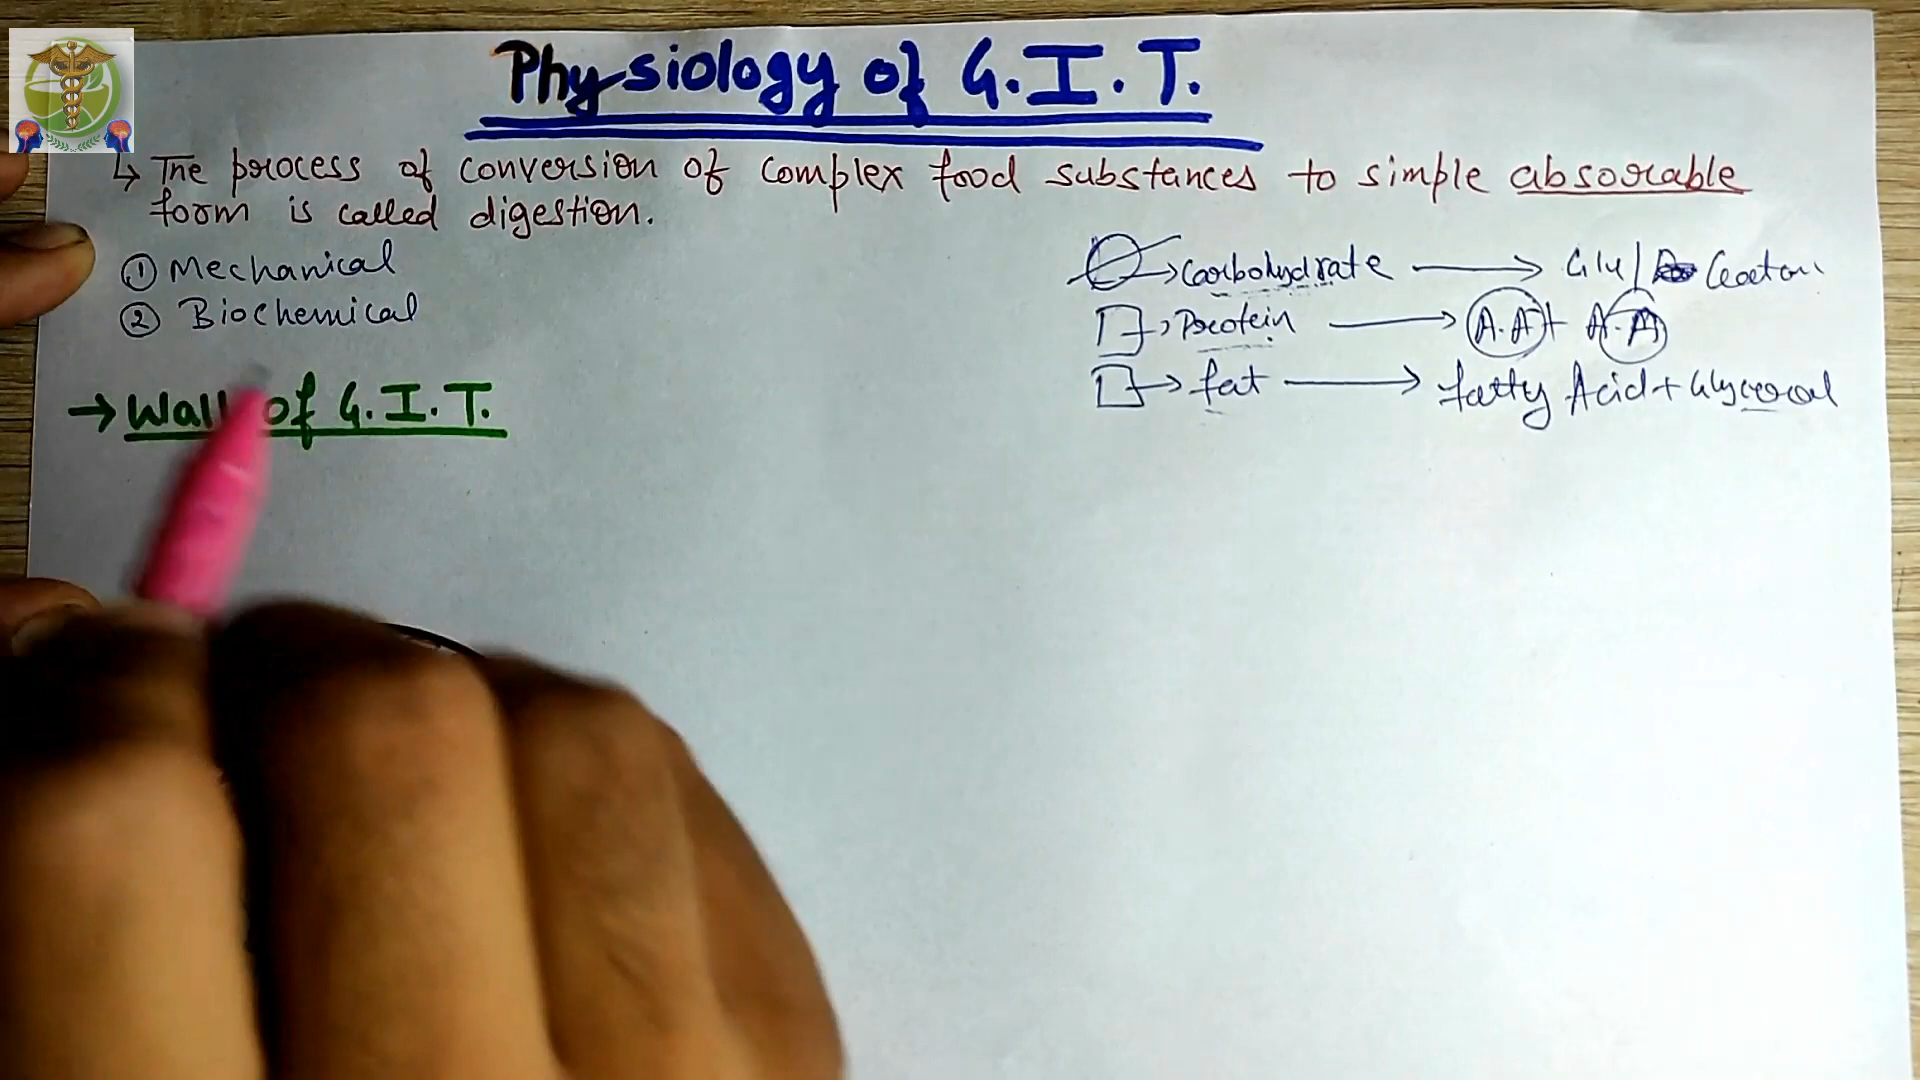 Physiology of G.I.T.
↳ The process of conversion of complex food substances to simple absorable
form is called digestion.
① Mechanical
② Biochemical
→ Carbohydrate → Glu/
→ Protein → A.A + A.A
→ fat → fatty Acid + Glycerol
→ Wall of G.I.T.